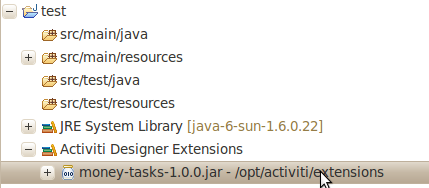 test
src/main/java
src/main/resources
src/test/java
src/test/resources
JRE System Library [java-6-sun-1.6.0.22]
Activiti Designer Extensions
money-tasks-1.0.0.jar - /opt/activiti/extensions